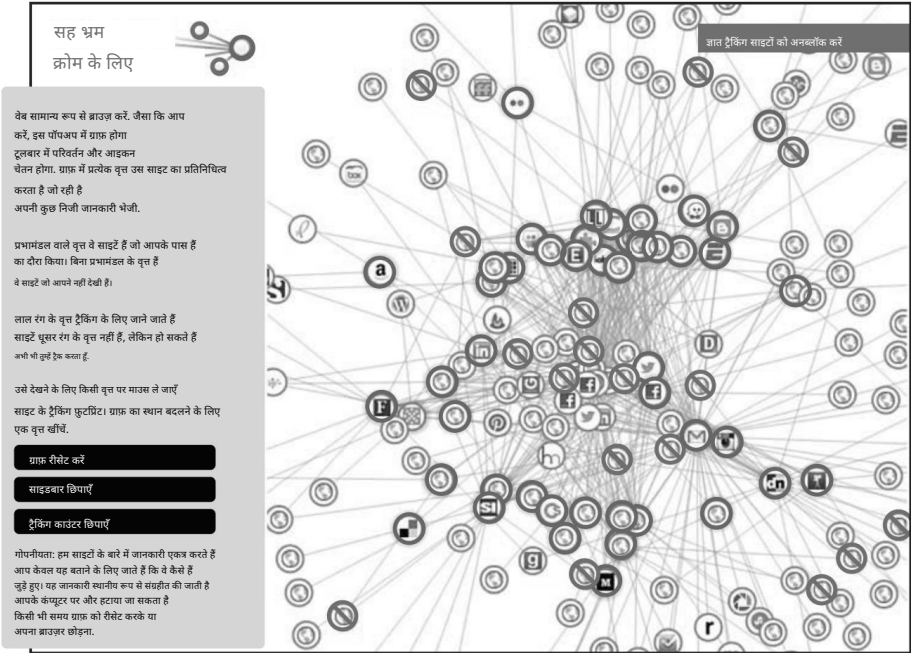 सह भ्रम
क्रोम के लिए
ज्ञात ट्रैकिंग साइटों को अनब्लॉक करें
वेब सामान्य रूप से ब्राउज़ करें. जैसा कि आप
करें, इस पॉपअप में ग्राफ़ होगा
टूलबार में परिवर्तन और आइकन
चेतन होगा. ग्राफ़ में प्रत्येक वृत्त उस साइट का प्रतिनिधित्व
करता है जो रही है
अपनी कुछ निजी जानकारी भेजी.
प्रभामंडल वाले वृत्त वे साइटें हैं जो आपके पास हैं
का दौरा किया। बिना प्रभामंडल के वृत्त हैं
वे साइटें जो आपने नहीं देखी हैं।
लाल रंग के वृत्त ट्रैकिंग के लिए जाने जाते हैं
साइटें धूसर रंग के वृत्त नहीं हैं, लेकिन हो सकते हैं
अभी भी तुम्हें ट्रैक करता हूँ.
उसे देखने के लिए किसी वृत्त पर माउस ले जाएँ
साइट के ट्रैकिंग फ़ुटप्रिंट। ग्राफ़ का स्थान बदलने के लिए
एक वृत्त खींचें.
ग्राफ़ रीसेट करें
साइडबार छिपाएँ
ट्रैकिंग काउंटर छिपाएँ
गोपनीयता: हम साइटों के बारे में जानकारी एकत्र करते हैं
आप केवल यह बताने के लिए जाते हैं कि वे कैसे हैं
जुड़े हुए। यह जानकारी स्थानीय रूप से संग्रहीत की जाती है
आपके कंप्यूटर पर और हटाया जा सकता है
किसी भी समय ग्राफ़ को रीसेट करके या
अपना ब्राउज़र छोड़ना.
box
a
E
D
in
F
SI
g
M
r